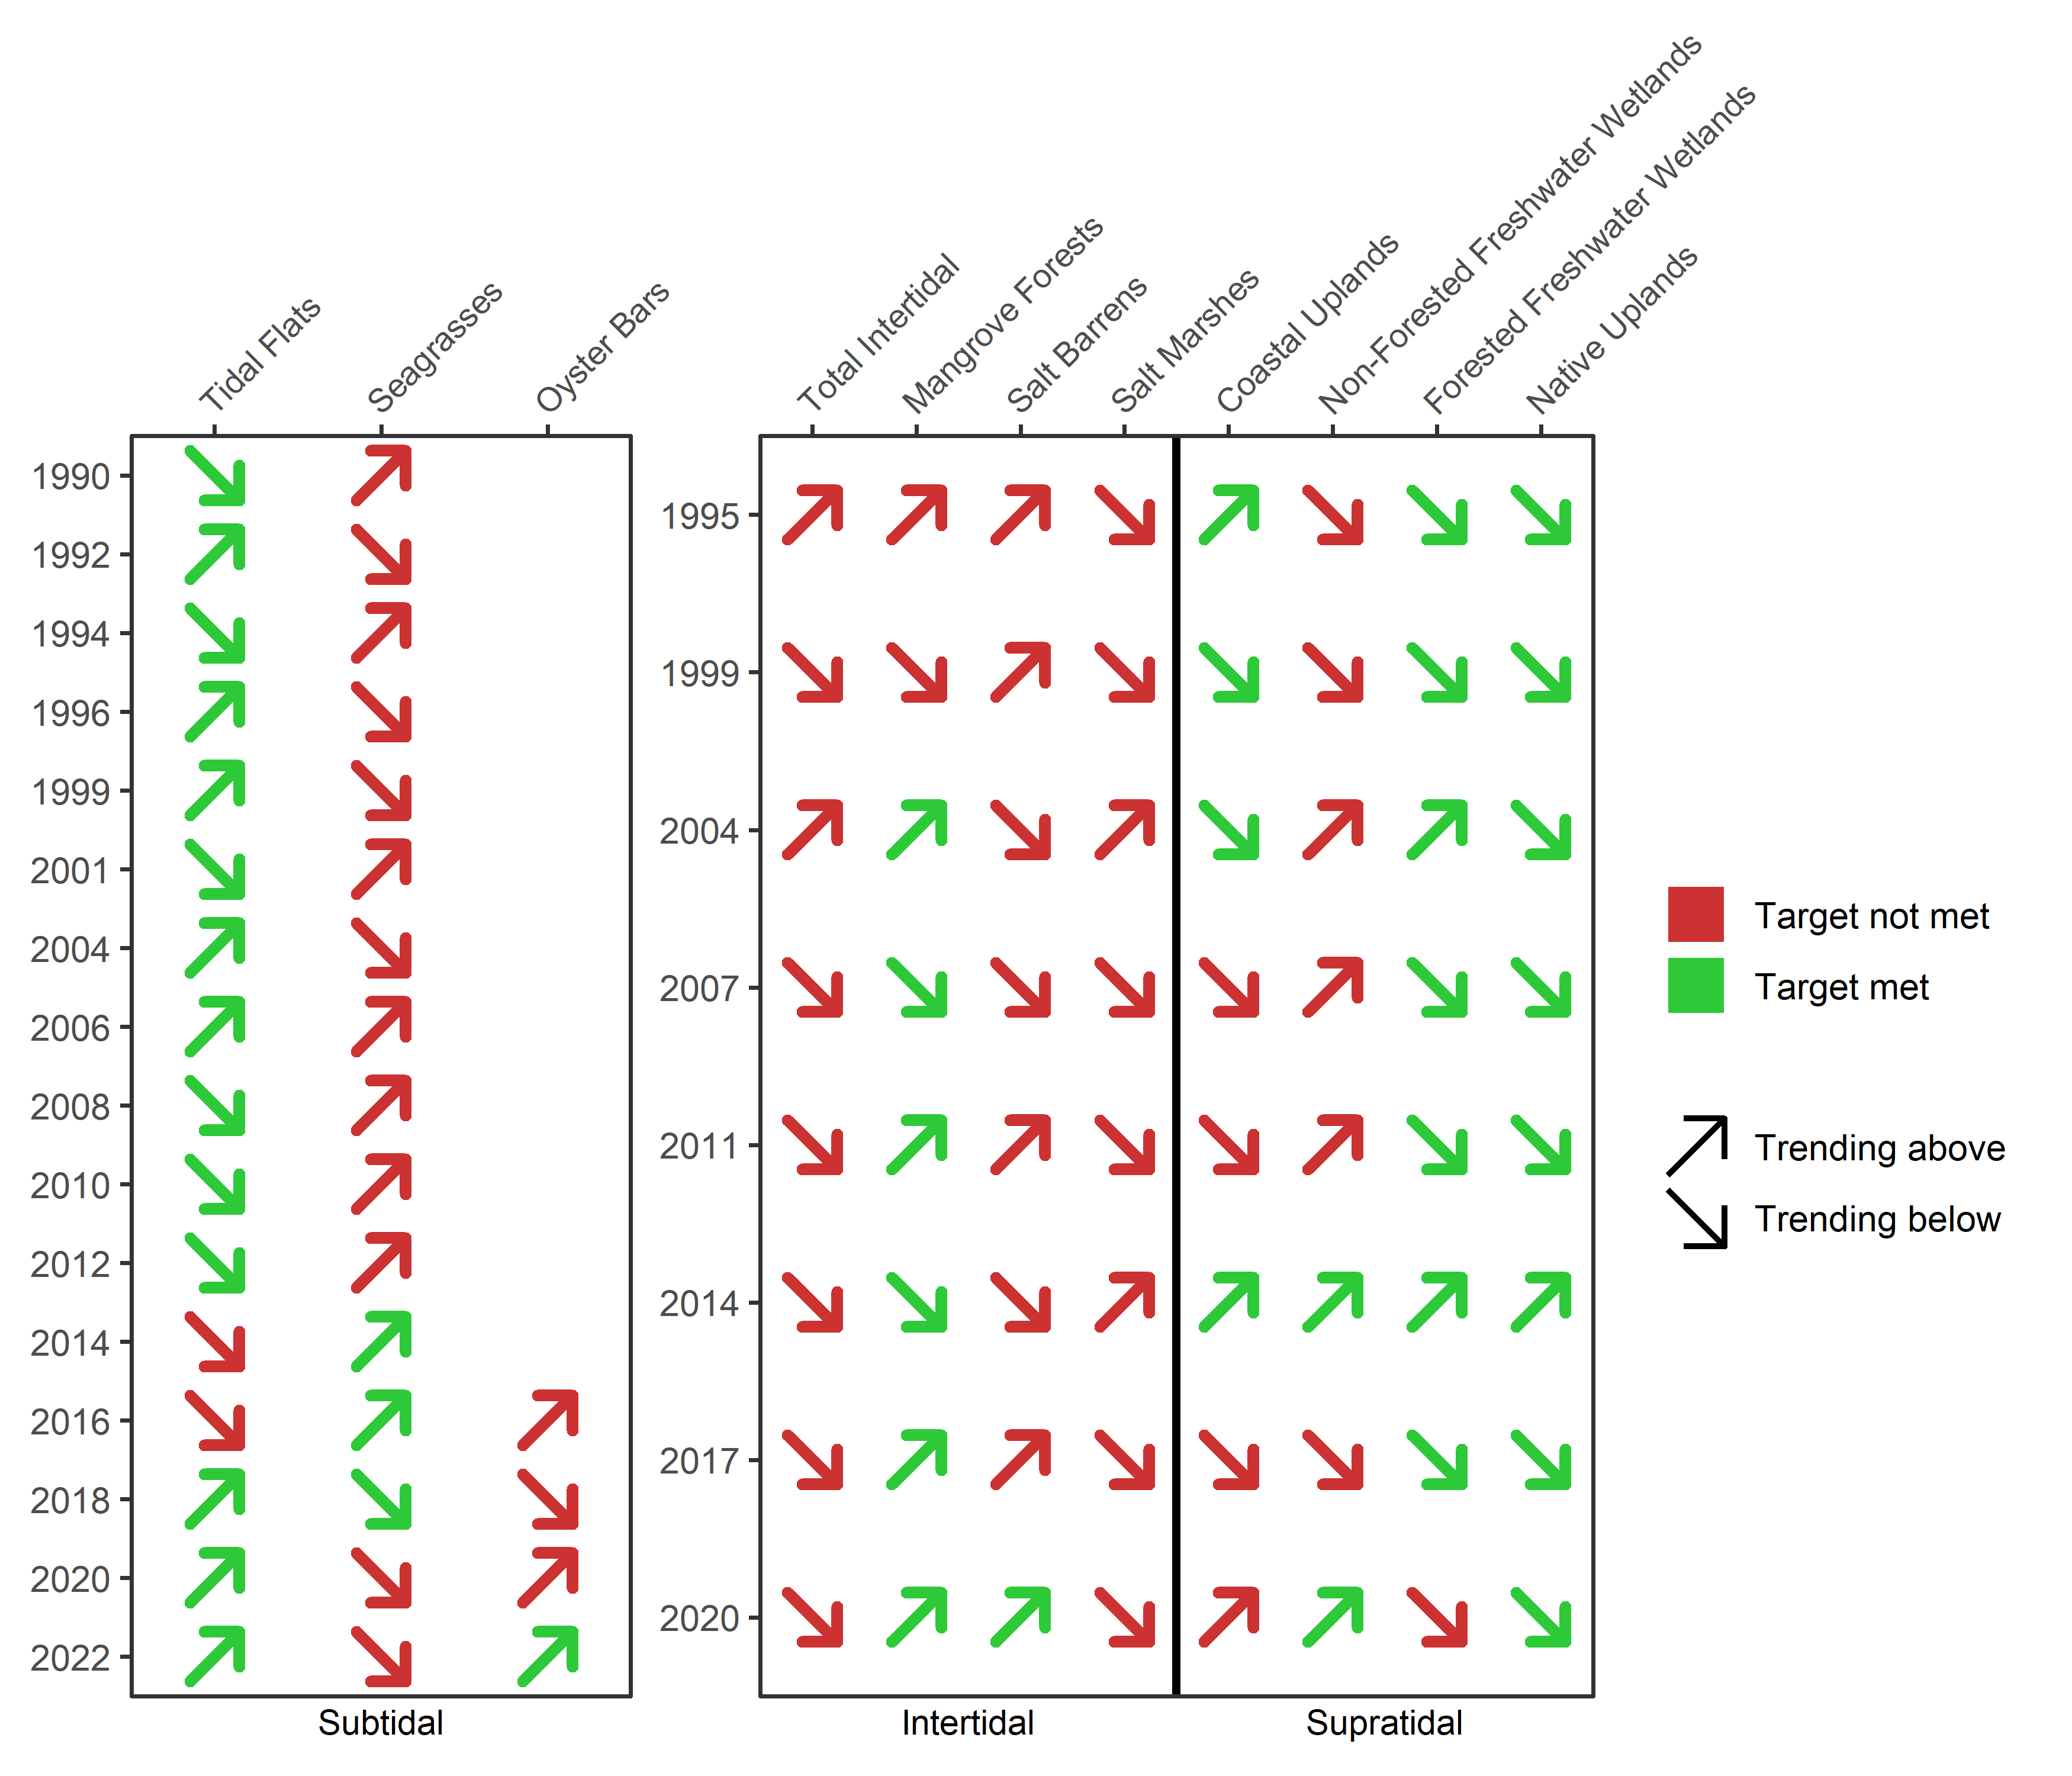 Tidal Flats
Seagrasses
Oyster Bars
Total Intertidal
Mangrove Forests
Salt Barrens
Salt Marshes
Coastal Uplands
Non-Forested Freshwater Wetlands
Forested Freshwater Wetlands
Native Uplands
1990
1992
1994
1996
1999
2001
2004
2006
2008
2010
2012
2014
2016
2018
2020
2022
Subtidal
1995
1999
2004
2007
2011
2014
2017
2020
Intertidal
Supratidal
Target not met
Target met
Trending above
Trending below